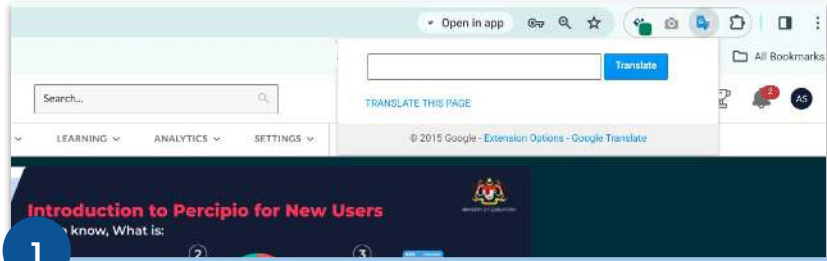 Open in app
All Bookmarks
Translate
Search...
TRANSLATE THIS PAGE
2
AS
LEARNING ANALYTICS SETTINGS
© 2015 Google - Extension Options - Google Translate
Introduction to Percipio for New Users
know, What is:
2 3
1